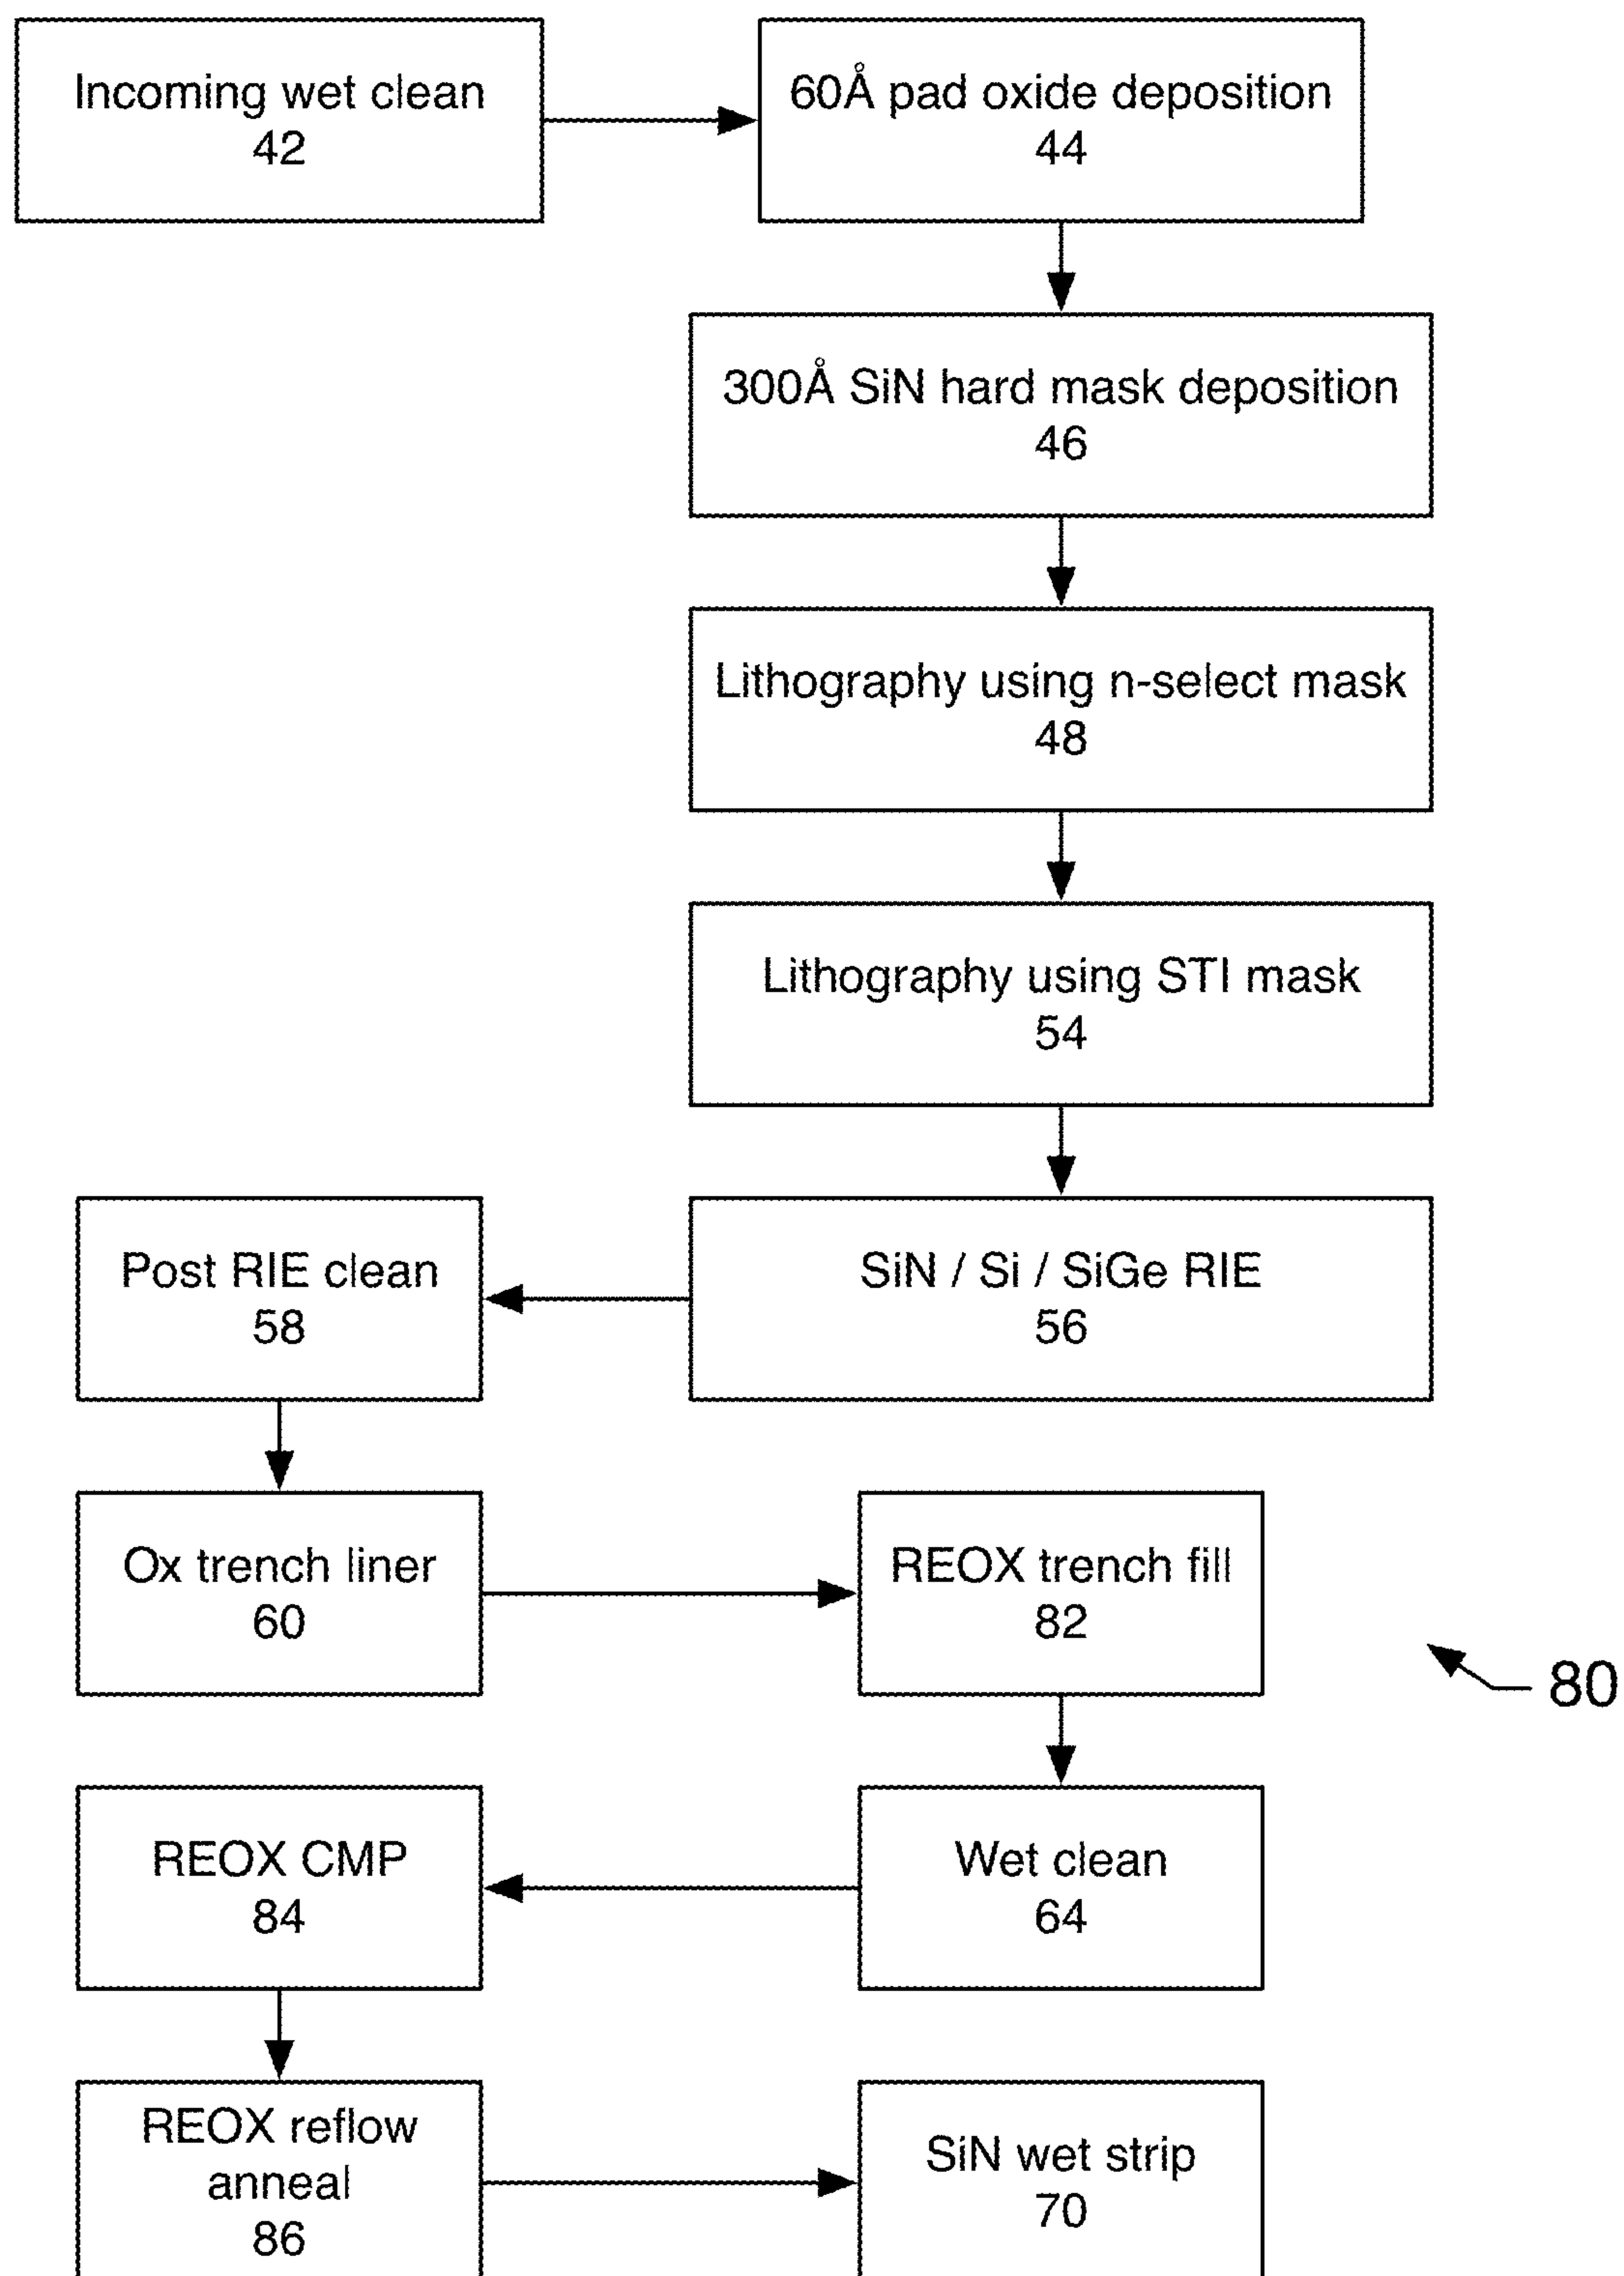 Incoming wet clean
42
60Å pad oxide deposition
44
300Å SiN hard mask deposition
46
Lithography using n-select mask
48
Lithography using STI mask
54
SiN / Si / SiGe RIE
56
Post RIE clean
58
Ox trench liner
60
REOX trench fill
82
80
Wet clean
64
REOX CMP
84
REOX reflow
anneal
86
SiN wet strip
70